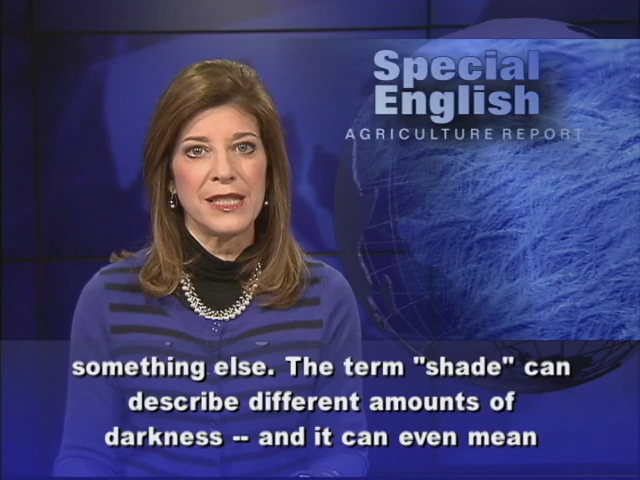 Special
English
AGRICULTURE REPORT
something else. The term "shade" can
describe different amounts of
darkness -- and it can even mean